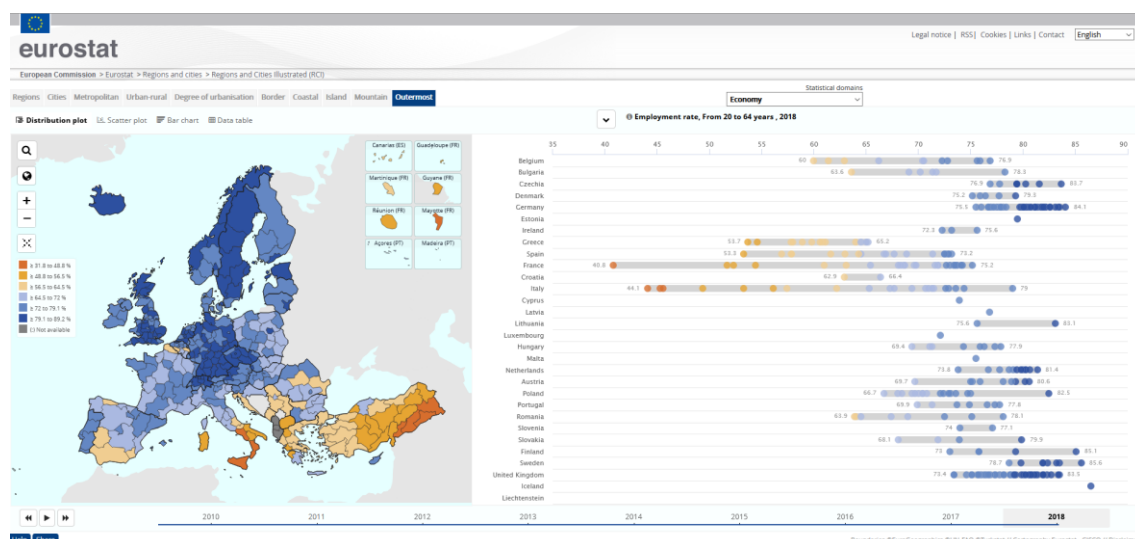 Legal notice | RSS| Cookies | Links | Contact English
eurostat
European Commission > Eurostat > Regions and cities > Regions and Cities Illustrated (RCI)
Statistical domains
Regions Cities Metropolitan Urban-rural Degree of urbanisation Border Coastal Island Mountain Outermost
Economy
Distribution plot Scatter plot Bar chart Data table
Employment rate, From 20 to 64 years , 2018
Canarias (ES) Guadeloupe (FR)
Martinique (FR) Guyane (FR)
Réunion (FR) Mayotte (FR)
Açores (PT) Madeira (PT)
≥ 31.6 to 48.8 %
≥ 48.8 to 56.5 %
≥ 56.5 to 64.5 %
≥ 64.5 to 72 %
≥ 72 to 79.1 %
≥ 79.1 to 89.2 %
(:) Not available
35 40 45 50 55 60 65 70 75 80 85 90
Belgium 60 76.9
Bulgaria 63.6 78.3
Czechia 76.9 83.7
Denmark 75.2 79.3
Germany 75.5 84.1
Estonia
Ireland 72.3 75.6
Greece 53.7 65.2
Spain 53.3 73.2
France 40.8 75.2
Croatia 62.9 66.4
Italy 44.1 79
Cyprus
Latvia
Lithuania 75.6 83.1
Luxembourg
Hungary 69.4 77.9
Malta
Netherlands 73.8 81.4
Austria 69.7 80.6
Poland 66.7 82.5
Portugal 69.9 77.8
Romania 63.9 78.1
Slovenia 74 77.1
Slovakia 68.1 79.9
Finland 73 85.1
Sweden 78.7 85.6
United Kingdom 73.4 83.5
Iceland
Liechtenstein
2010 2011 2012 2013 2014 2015 2016 2017 2018